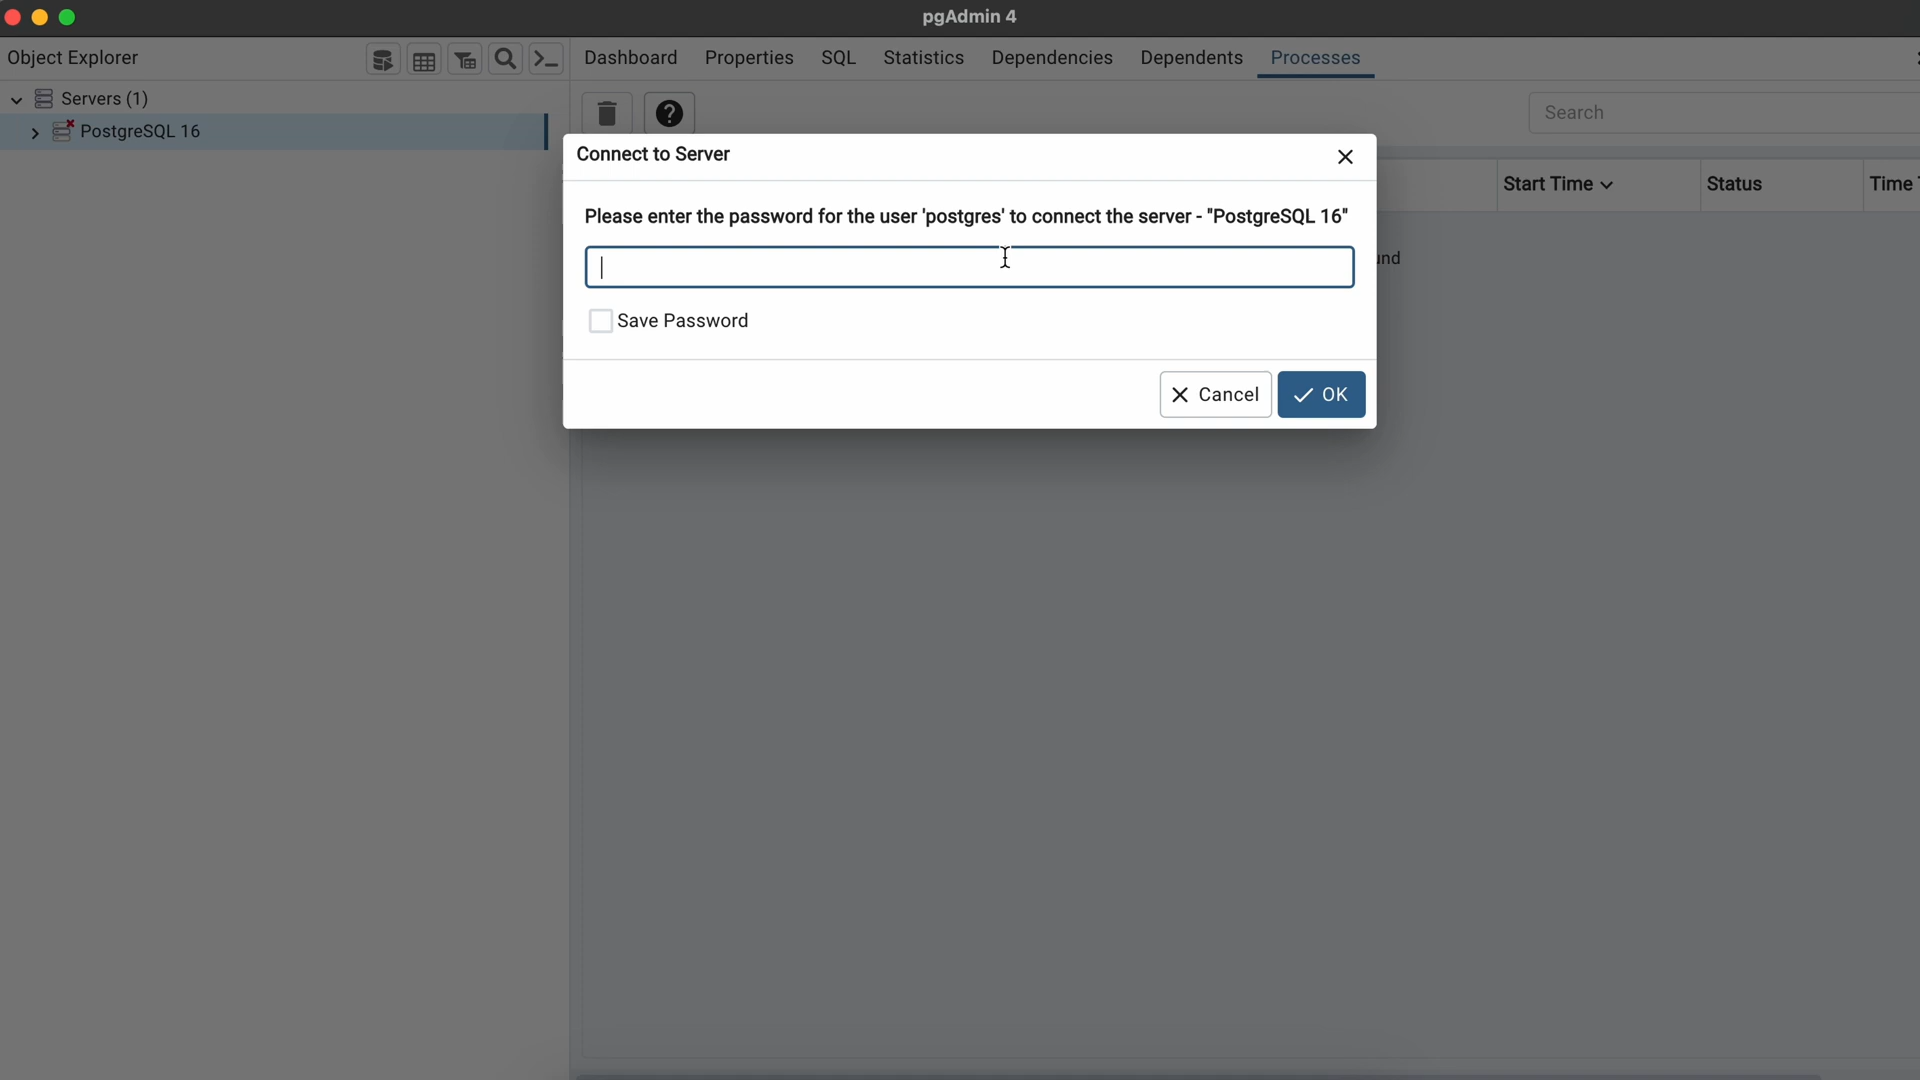 pgAdmin 4
Object Explorer
Dashboard Properties SQL Statistics Dependencies Dependents Processes
Servers (1)
PostgreSQL 16
Search
Connect to Server
Start Time Status Time
Please enter the password for the user 'postgres' to connect the server - "PostgreSQL 16"
und
Save Password
Cancel OK